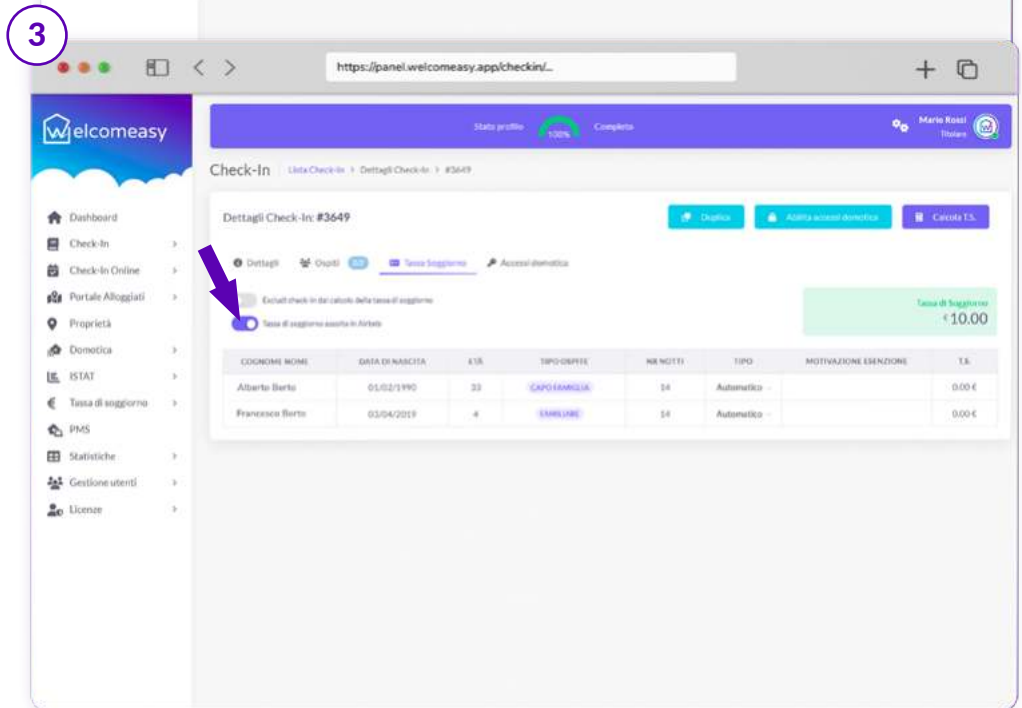 3
https://panel.welcomeasy.app/checkin/...
Welcomeasy
Stato profilo 100% Completo
Mario Rossi
Titolare
Check-In Lista Check-In > Dettagli Check-In > #3649
Dashboard
Check-In
Check-In Online
Portale Alloggiati
Proprietà
Domotica
ISTAT
Tassa di soggiorno
PMS
Statistiche
Gestione utenti
Licenze
Dettagli Check-In: #3649
Duplica Abilita accessi domotica Calcola T.S.
Dettagli Ospiti Tassa Soggiorno Accessi domotica
Escludi check-in dal calcolo della tassa di soggiorno
Tassa di soggiorno assolta in Airbnb
Tassa di Soggiorno
€10.00
COGNOME NOME DATA DI NASCITA ETÀ TIPO OSPITE NR NOTTI TIPO MOTIVAZIONE ESENZIONE T.S.
Alberto Berto 01/02/1990 33 CAPO FAMIGLIA 14 Automatico 0.00 €
Francesco Berto 03/04/2019 4 FAMILIARE 14 Automatico 0.00 €